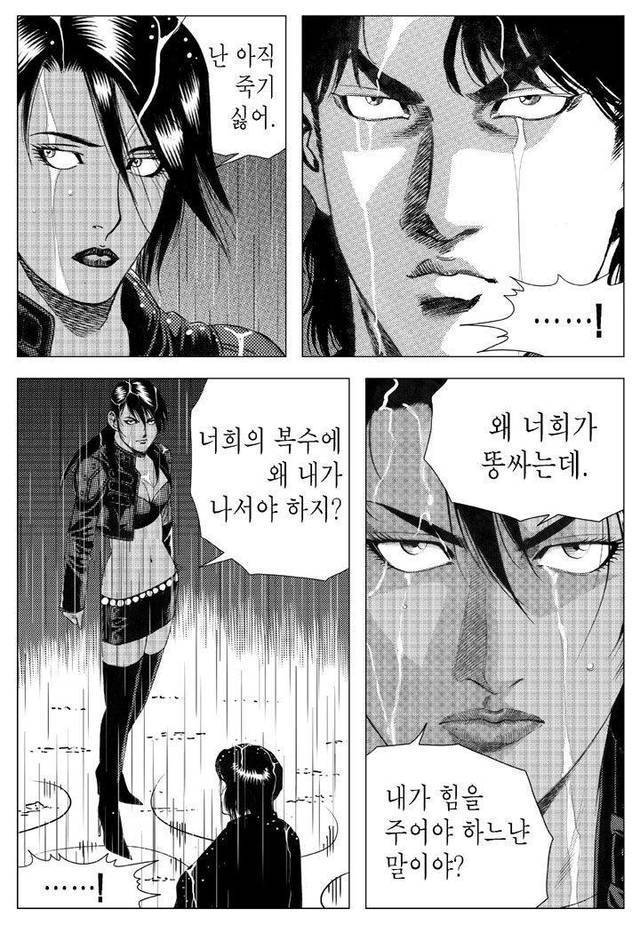 난 아직
죽기
싫어.
……!
너희의 복수에
왜 내가
나서야 하지?
……!
왜 너희가
똥싸는데.
내가 힘을
주어야 하느냔
말이야?